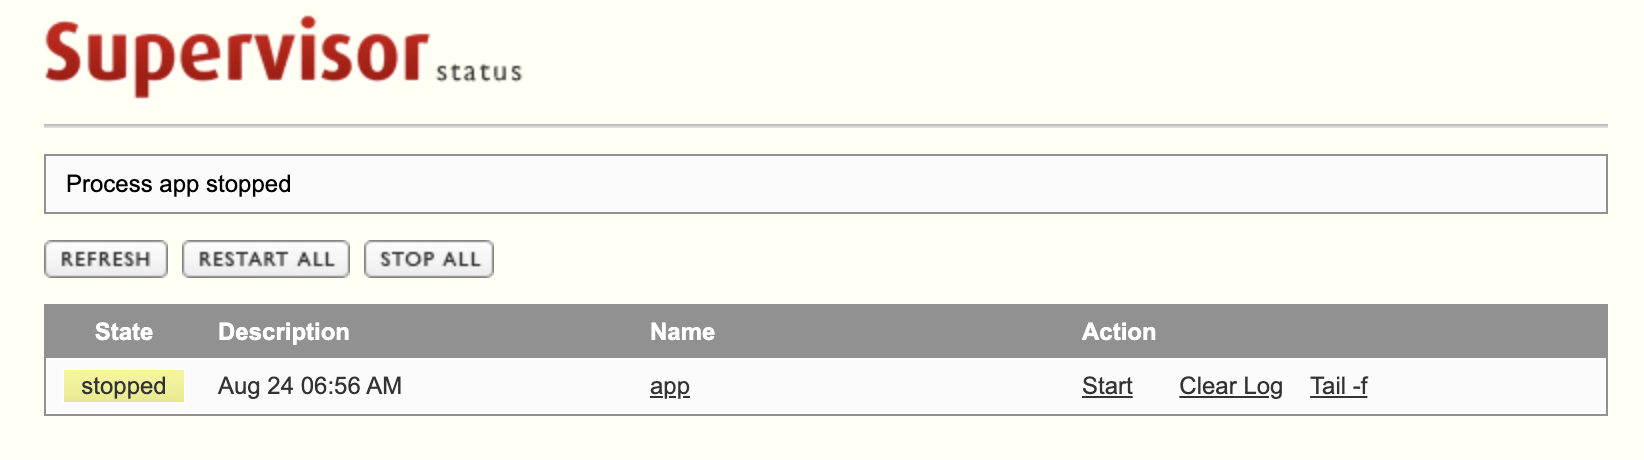 Supervisor status
Process app stopped
REFRESH RESTART ALL STOP ALL
State Description Name Action
stopped Aug 24 06:56 AM app Start Clear Log Tail -f